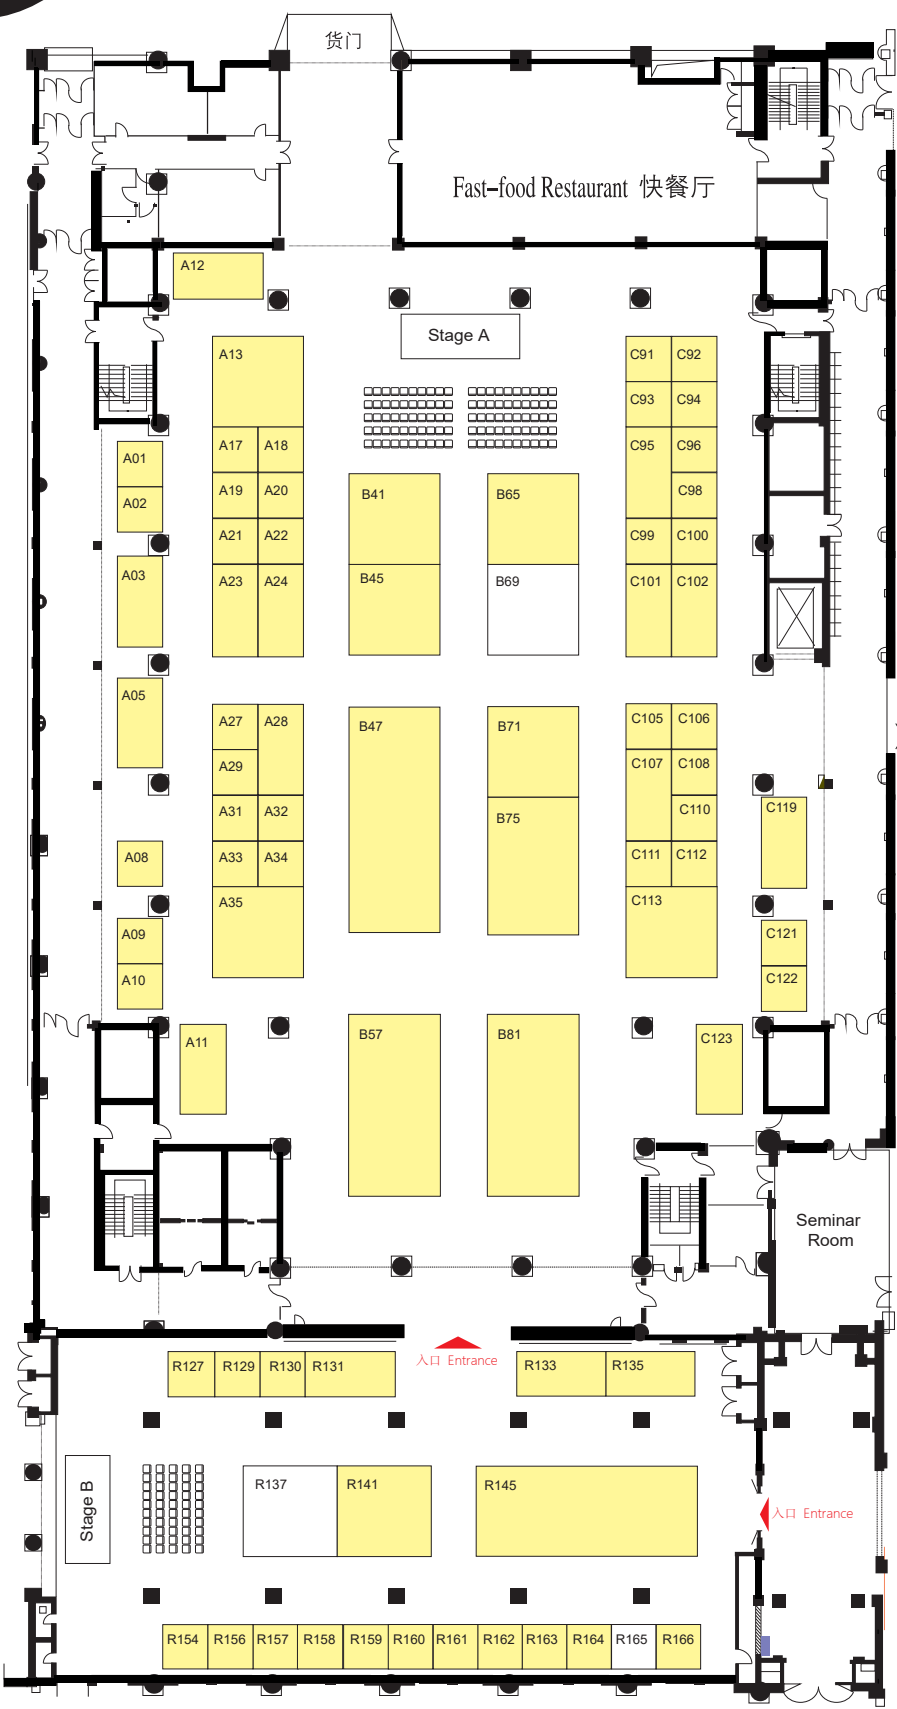 货门
Fast-food Restaurant 快餐厅
A12
Stage A
A13
C91 C92
C93 C94
A17 A18
C95 C96
A01
A19 A20
B41
B65
C98
A02
A21 A22
C99 C100
A03
A23 A24
B45
B69
C101 C102
A05
A27 A28
B47
B71
C105 C106
A29
C107 C108
A31 A32
B75
C110
C119
A08
A33 A34
C111 C112
A35
C113
A09
C121
A10
C122
A11
B57
B81
C123
Seminar
Room
入口 Entrance
R127 R129 R130 R131
R133 R135
Stage B
R137
R141
R145
入口 Entrance
R154 R156 R157 R158 R159 R160 R161 R162 R163 R164 R165 R166